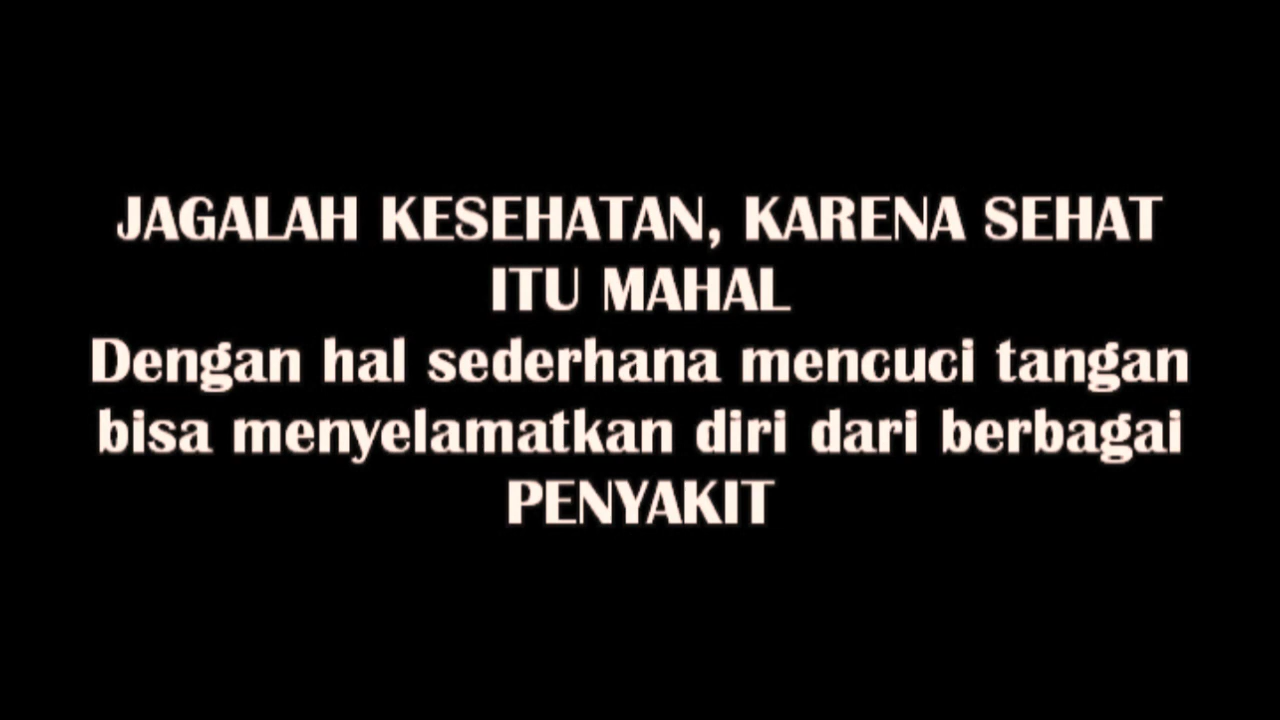 JAGALAH KESEHATAN, KARENA SEHAT
ITU MAHAL
Dengan hal sederhana mencuci tangan
bisa menyelamatkan diri dari berbagai
PENYAKIT